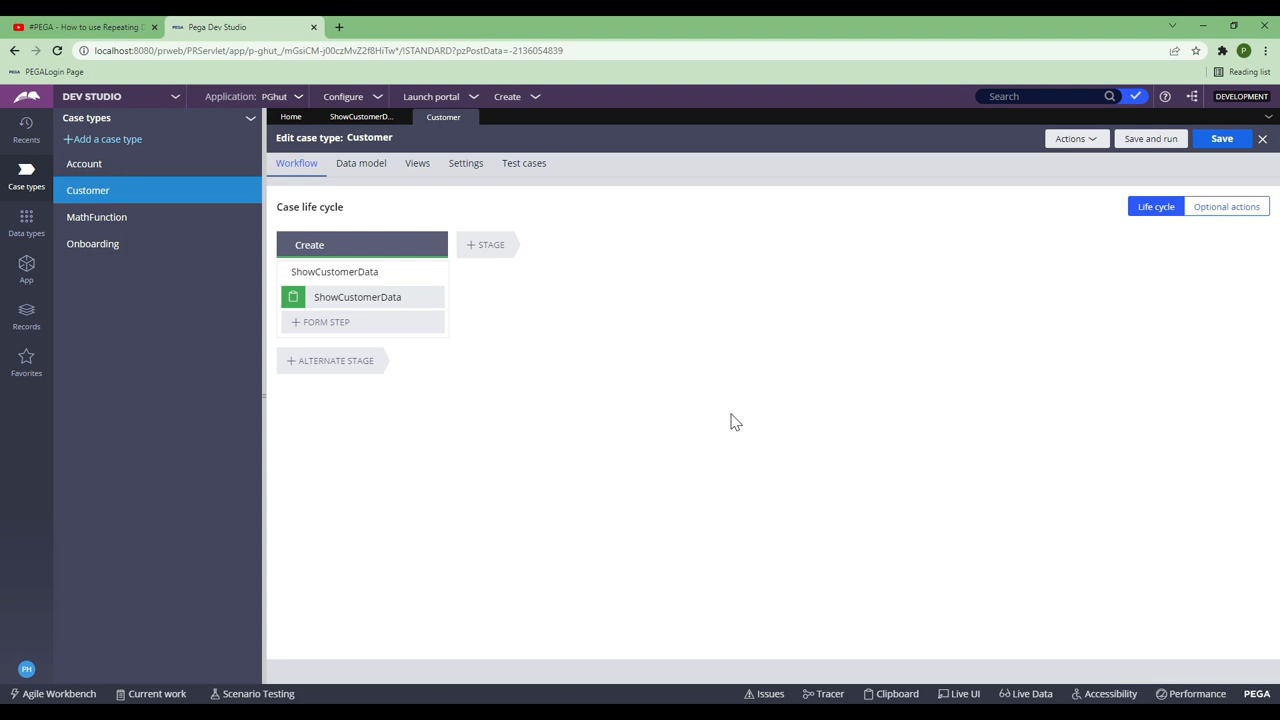 #PEGA - How to use Repeating D
PEGA Pega Dev Studio
localhost:8080/prweb/PRServlet/app/p-ghut_/mGsiCM-j00czMvZ2f8HiTw*/!STANDARD?pzPostData=-2136054839
P
PEGA PEGALogin Page
Reading list
DEV STUDIO
Application: PGhut
Configure
Launch portal
Create
Search
DEVELOPMENT
Recents
Case types
Data types
App
Records
Favorites
PH
Case types
Add a case type
Account
Customer
MathFunction
Onboarding
Home
ShowCustomerD...
Customer
Edit case type: Customer
Actions
Save and run
Save
Workflow
Data model
Views
Settings
Test cases
Case life cycle
Life cycle
Optional actions
Create
STAGE
ShowCustomerData
ShowCustomerData
FORM STEP
ALTERNATE STAGE
Agile Workbench
Current work
Scenario Testing
Issues
Tracer
Clipboard
Live UI
Live Data
Accessibility
Performance
PEGA